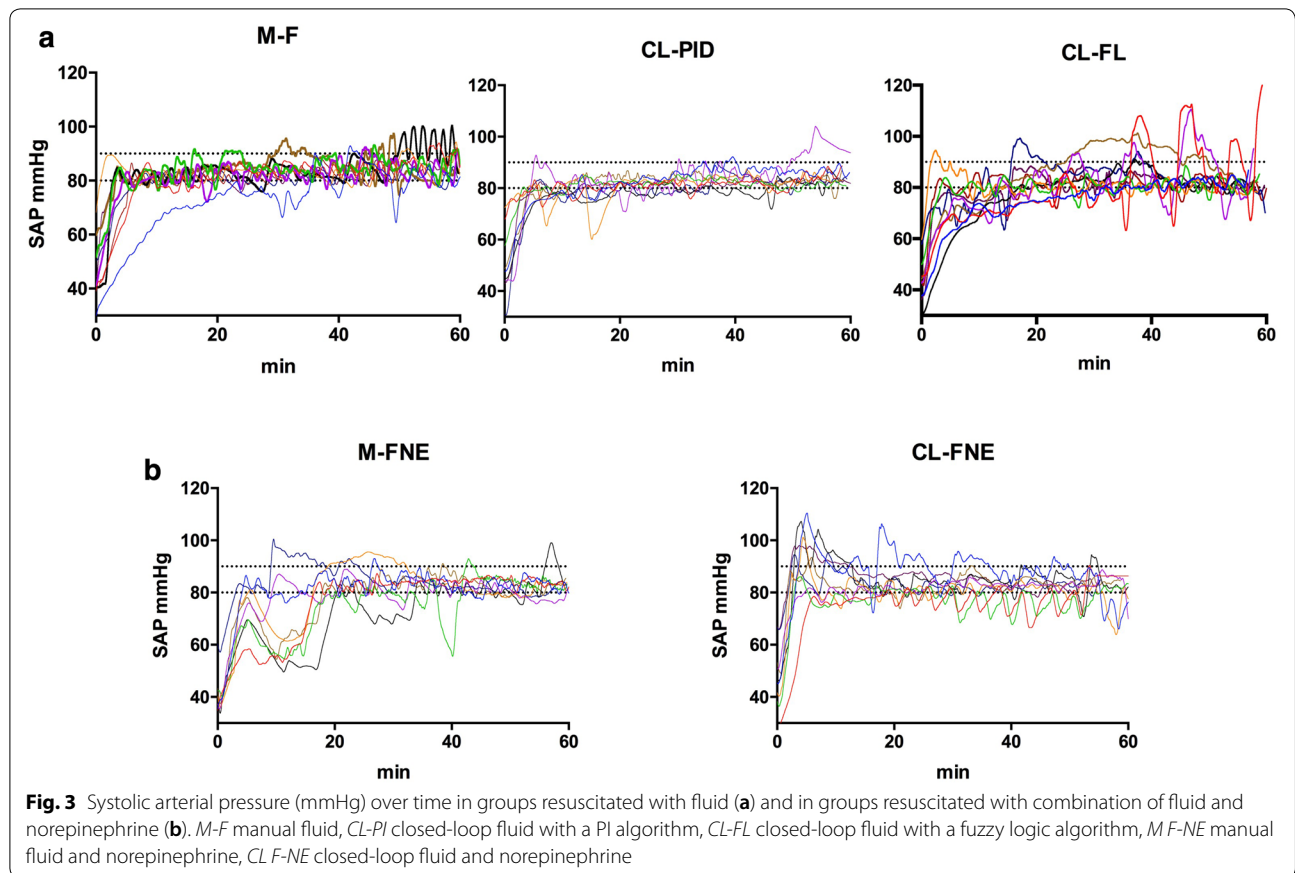 a
M-F
CL-PID
CL-FL
120
100
80
60
40
SAP mmHg
0
20
40
60
min
120
100
80
60
40
0
20
40
60
min
120
100
80
60
40
0
20
40
60
min
b
M-FNE
CL-FNE
120
100
80
60
40
SAP mmHg
0
20
40
60
min
120
100
80
60
40
SAP mmHg
0
20
40
60
min
Fig. 3 Systolic arterial pressure (mmHg) over time in groups resuscitated with fluid (a) and in groups resuscitated with combination of fluid and
norepinephrine (b). M-F manual fluid, CL-PI closed-loop fluid with a PI algorithm, CL-FL closed-loop fluid with a fuzzy logic algorithm, M F-NE manual
fluid and norepinephrine, CL F-NE closed-loop fluid and norepinephrine